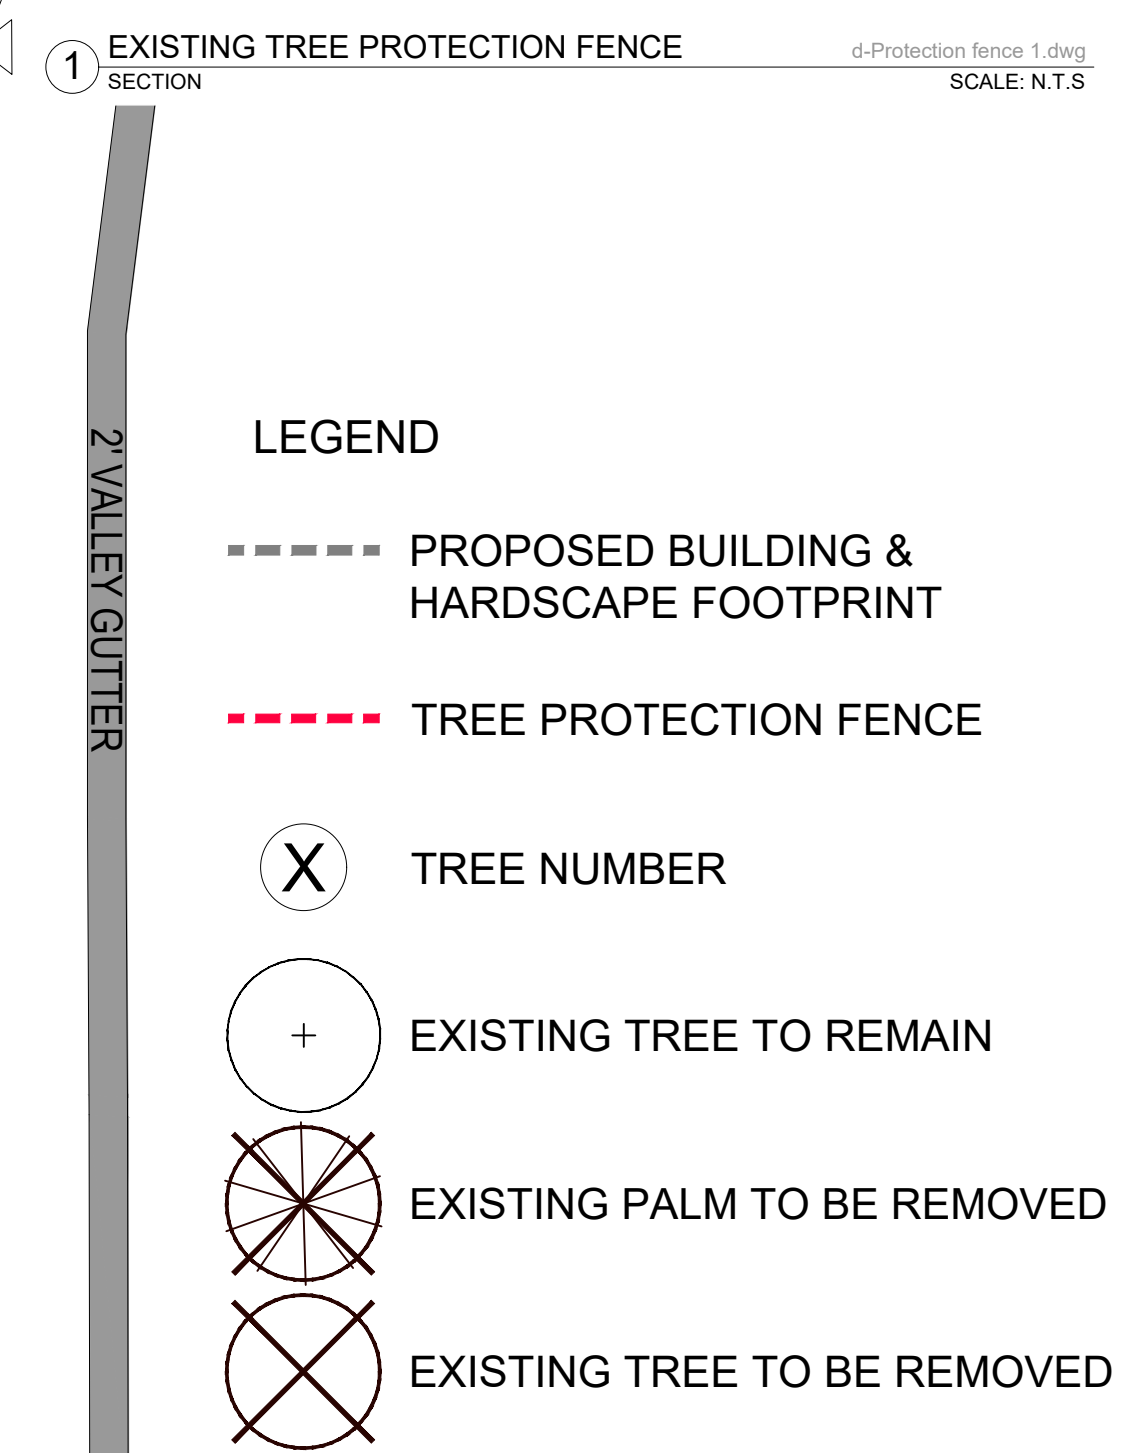 1
EXISTING TREE PROTECTION FENCE
d-Protection fence 1.dwg
SECTION
SCALE: N.T.S
2' VALLEY GUTTER
LEGEND
PROPOSED BUILDING &
HARDSCAPE FOOTPRINT
TREE PROTECTION FENCE
X
TREE NUMBER
EXISTING TREE TO REMAIN
EXISTING PALM TO BE REMOVED
EXISTING TREE TO BE REMOVED